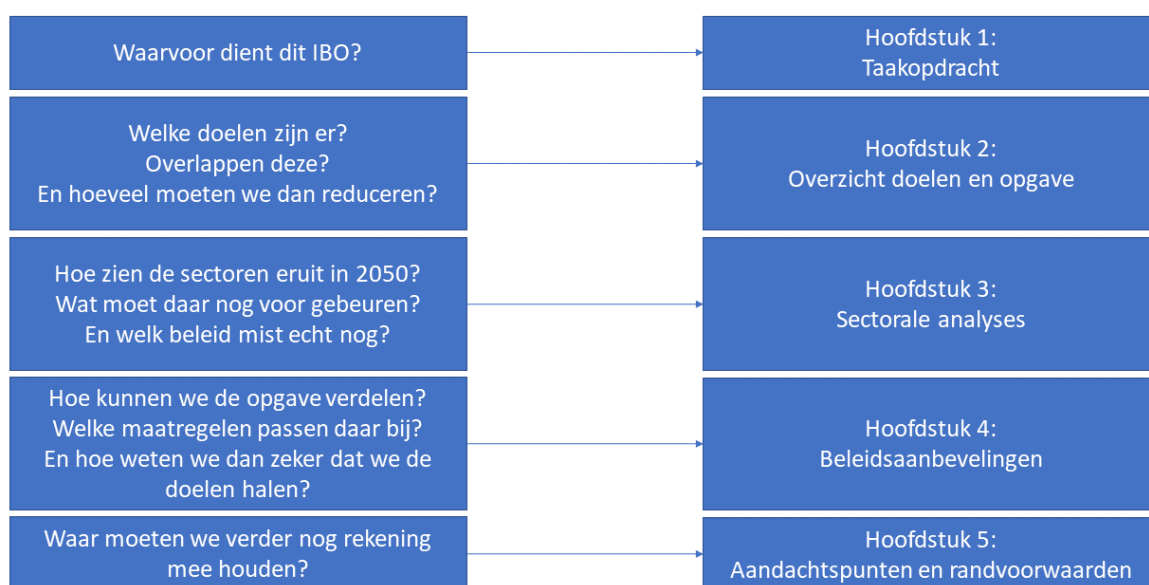 Waarvoor dient dit IBO?
Hoofdstuk 1:
Taakopdracht
Welke doelen zijn er?
Overlappen deze?
En hoeveel moeten we dan reduceren?
Hoofdstuk 2:
Overzicht doelen en opgave
Hoe zien de sectoren eruit in 2050?
Wat moet daar nog voor gebeuren?
En welk beleid mist echt nog?
Hoofdstuk 3:
Sectorale analyses
Hoe kunnen we de opgave verdelen?
Welke maatregelen passen daar bij?
En hoe weten we dan zeker dat we de
doelen halen?
Hoofdstuk 4:
Beleidsaanbevelingen
Waar moeten we verder nog rekening
mee houden?
Hoofdstuk 5:
Aandachtspunten en randvoorwaarden